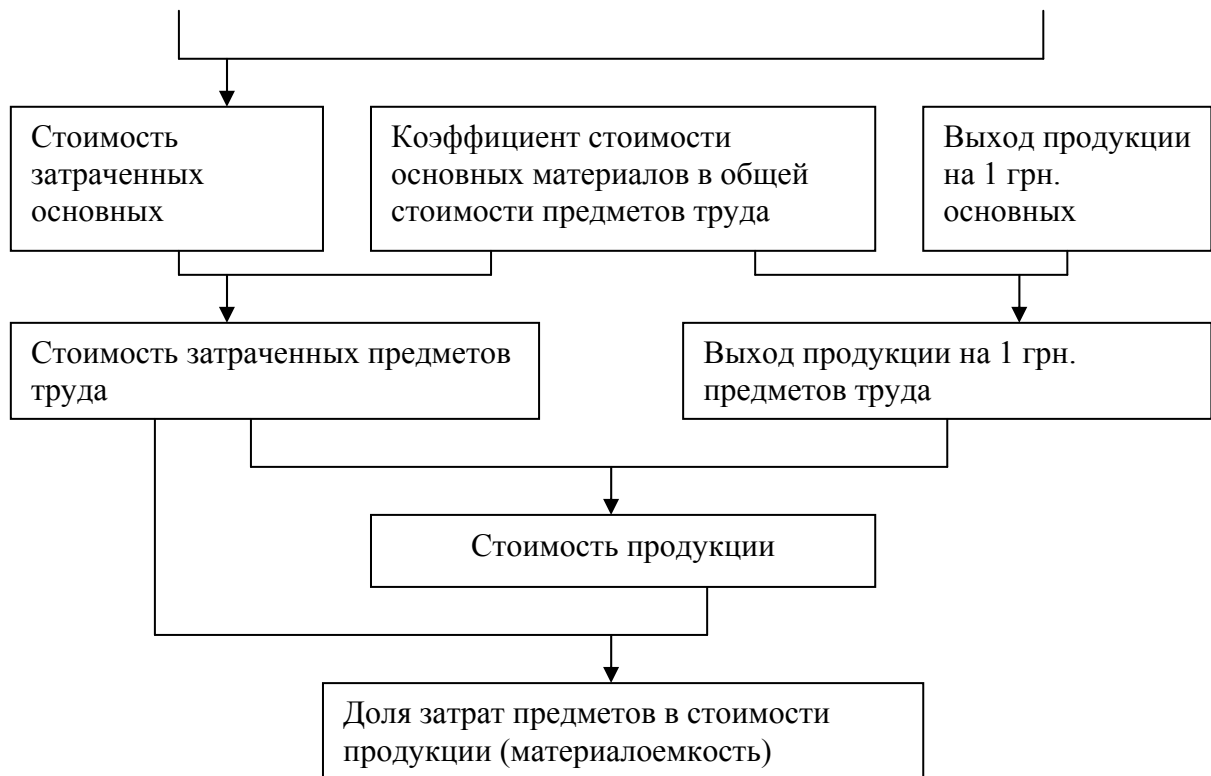 Стоимость
затраченных
основных
Коэффициент стоимости
основных материалов в общей
стоимости предметов труда
Выход продукции
на 1 грн.
основных
Стоимость затраченных предметов
труда
Выход продукции на 1 грн.
предметов труда
Стоимость продукции
Доля затрат предметов в стоимости
продукции (материалоемкость)